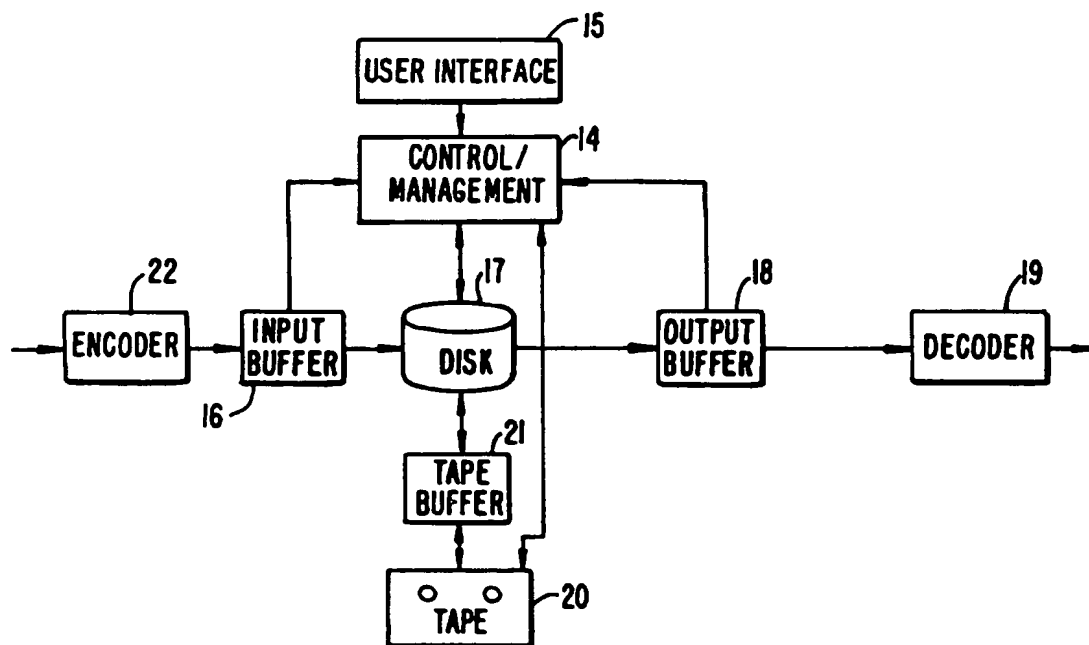 15
USER INTERFACE
14
CONTROL/
MANAGEMENT
22
ENCODER
INPUT
BUFFER
16
17
DISK
18
OUTPUT
BUFFER
19
DECODER
21
TAPE
BUFFER
TAPE
20